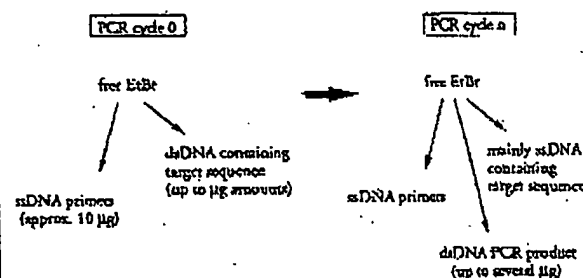 PCR cycle 0
free EtBr
ssDNA primers
(approx. 10 µg)
dsDNA containing
target sequence
(up to µg amounts)
PCR cycle n
free EtBr
ssDNA primers
mainly ssDNA
containing
target sequence
dsDNA PCR product
(up to several µg)